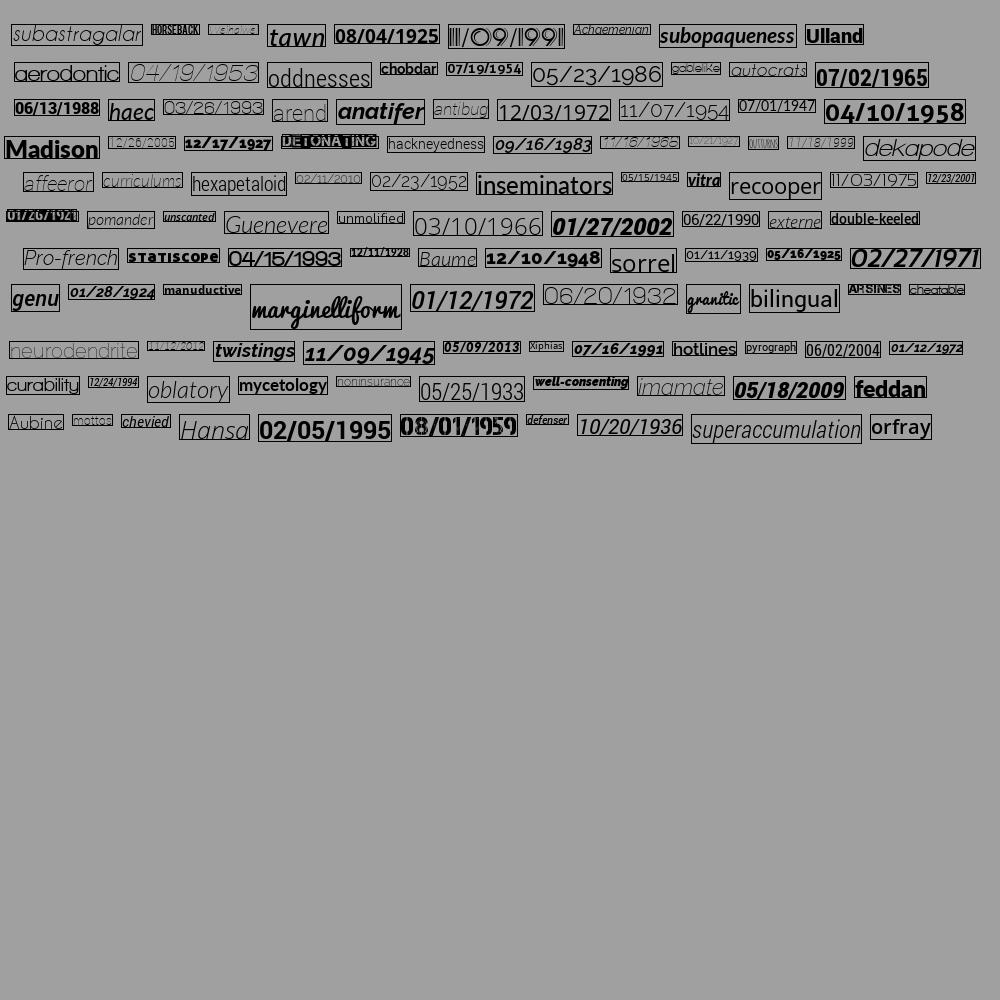 subastragalar HORSEBACK tawn 08/04/1925 11/09/1991 Achaemenian subopaqueness Ulland
aerodontic 04/19/1953 oddnesses chobdar 07/19/1954 05/23/1986 gablelike autocrats 07/02/1965
06/13/1988 haec 03/26/1993 arend anatifer antibug 12/03/1972 11/07/1954 07/01/1947 04/10/1958
Madison 12/26/2005 12/17/1927 DETONATING hackneyedness 09/16/1983 11/16/1968 10/21/1927 OUTTURNS 11/18/1999 dekapode
affeeror curriculums hexapetaloid 02/11/2010 02/23/1952 inseminators 05/15/1945 vitra recooper 11/03/1975 12/23/2001
01/26/1921 pomander unscanted Guenevere unmolified 03/10/1966 01/27/2002 06/22/1990 externe double-keeled
Pro-french STATISCOPE 04/15/1993 12/11/1928 Baume 12/10/1948 sorrel 01/11/1939 05/16/1925 02/27/1971
genu 01/28/1924 manuductive marginelliform 01/12/1972 06/20/1932 granitic bilingual ARSINES cheatable
neurodendrite 11/12/2012 twistings 11/09/1945 05/09/2013 Xiphias 07/16/1991 hotlines pyrograph 06/02/2004 01/12/1972
curability 12/24/1994 oblatory mycetology noninsurance 05/25/1933 well-consenting imamate 05/18/2009 feddan
Aubine mottos chevied Hansa 02/05/1995 08/01/1959 defenser 10/20/1936 superaccumulation orfray